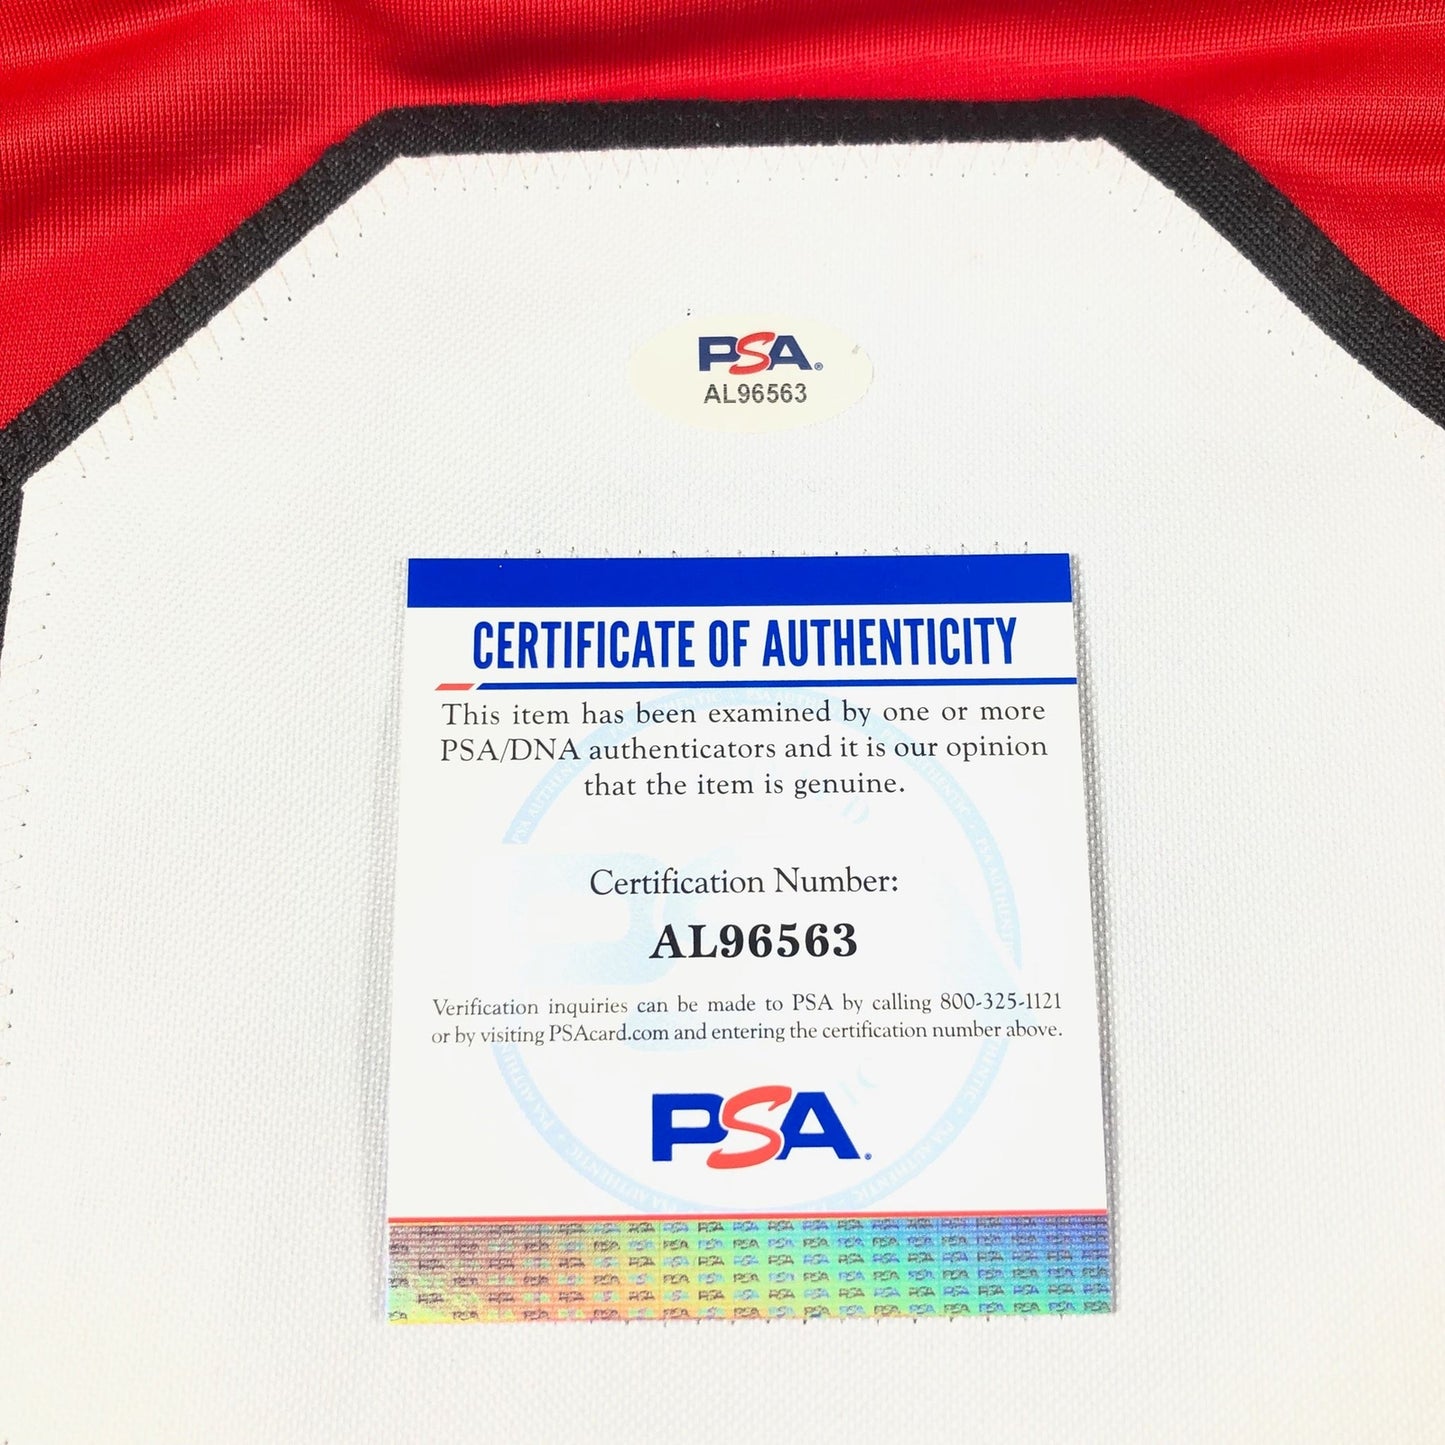 PSA®
AL96563
CERTIFICATE OF AUTHENTICITY
This item has been examined by one or more
PSA/DNA authenticators and it is our opinion
that the item is genuine.
Certification Number:
AL96563
Verification inquiries can be made to PSA by calling 800-325-1121
or by visiting PSAcard.com and entering the certification number above.
PSA®